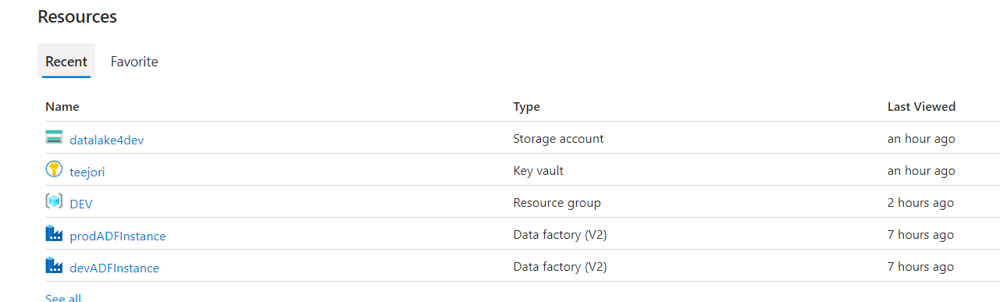 Resources
Recent Favorite
Name Type Last Viewed
datalake4dev Storage account an hour ago
teejori Key vault an hour ago
DEV Resource group 2 hours ago
prodADFInstance Data factory (V2) 7 hours ago
devADFInstance Data factory (V2) 7 hours ago
See all